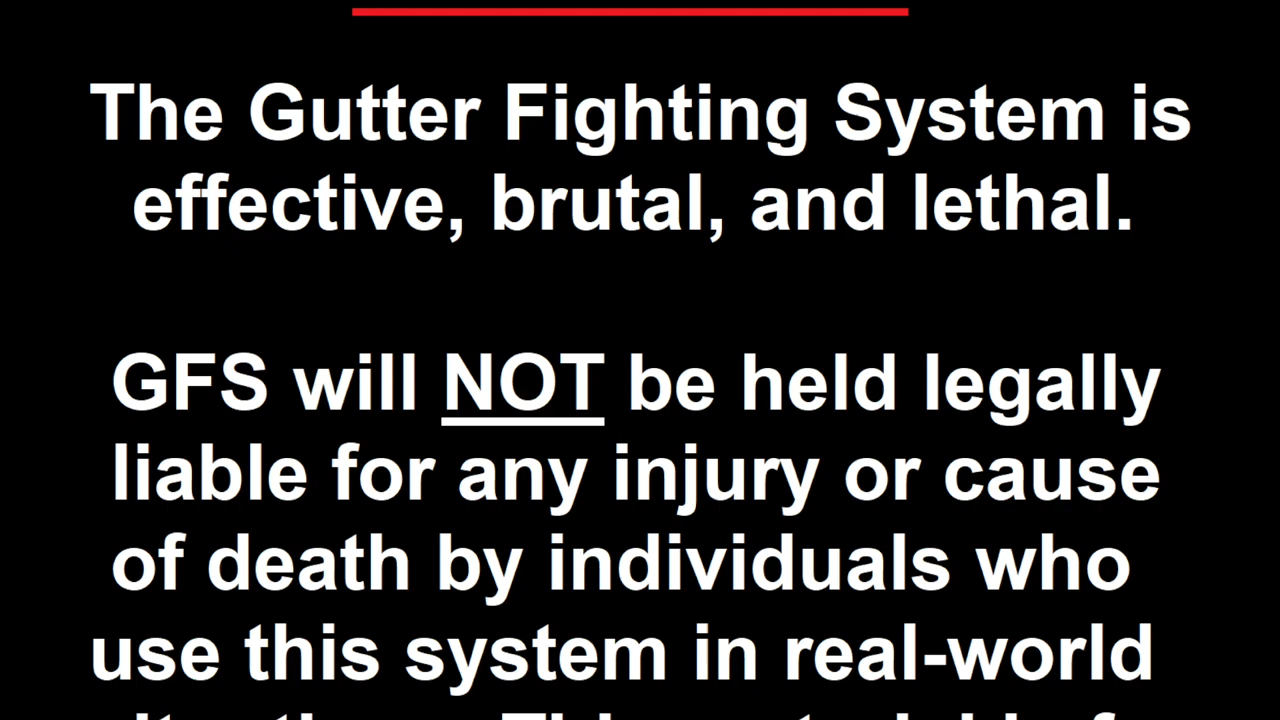 The Gutter Fighting System is
effective, brutal, and lethal.
GFS will NOT be held legally
liable for any injury or cause
of death by individuals who
use this system in real-world